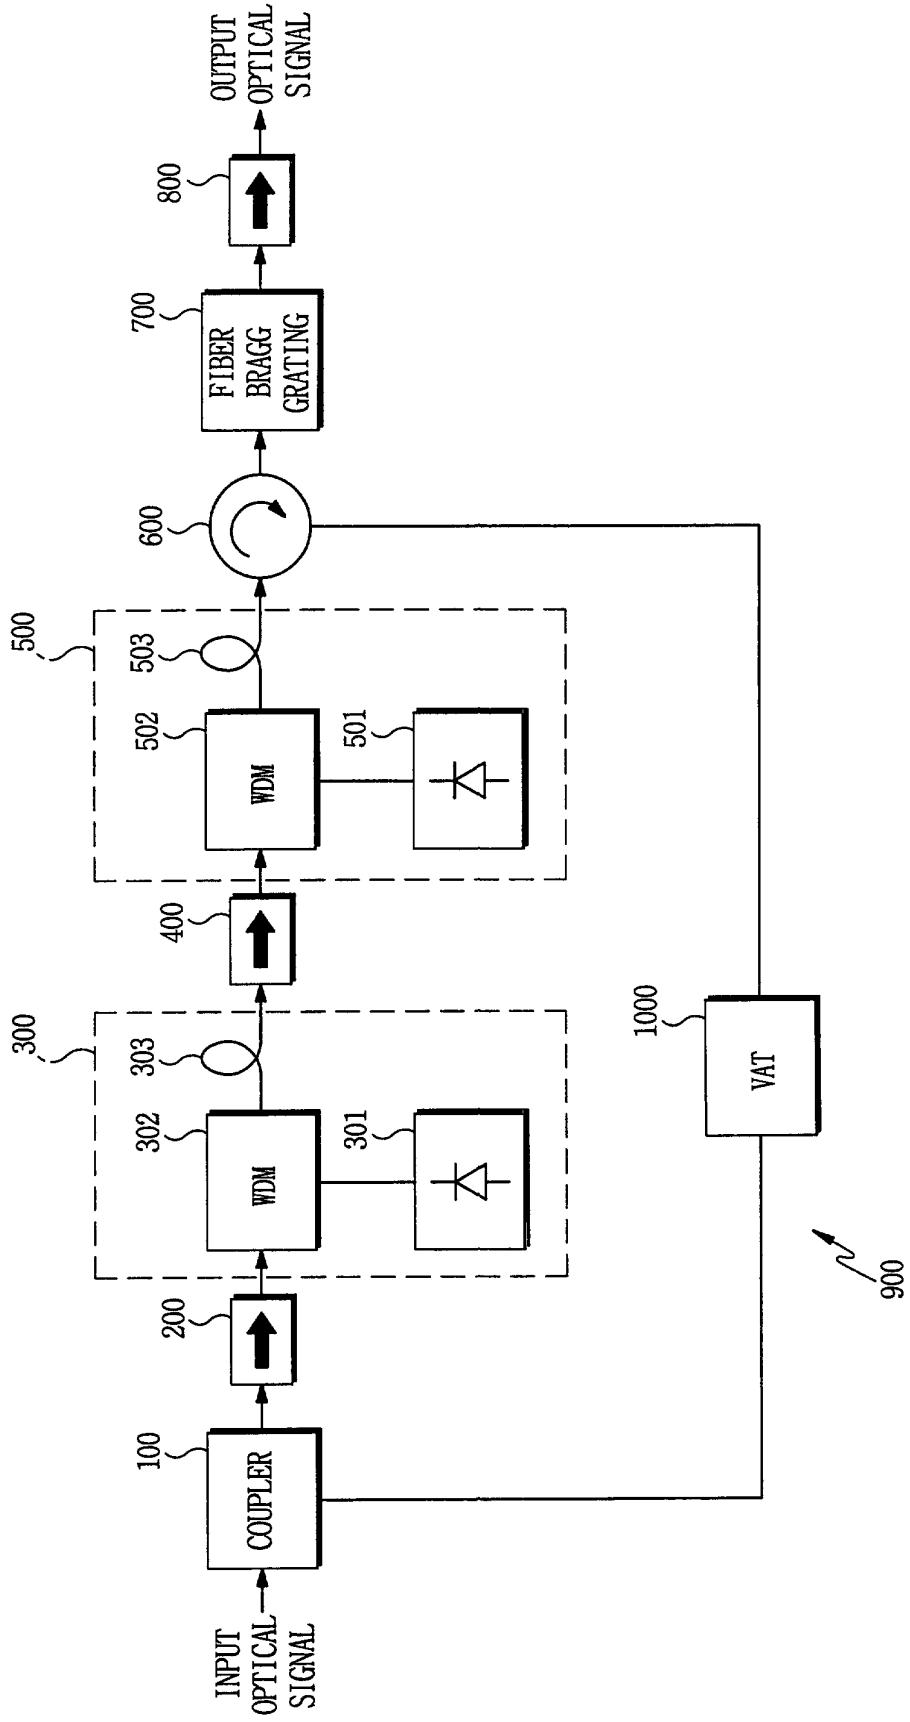 INPUT
OPTICAL
SIGNAL
100
COUPLER
200
300
302
WDM
303
301
400
500
502
WDM
503
501
600
700
FIBER
BRAGG
GRATING
800
OUTPUT
OPTICAL
SIGNAL
1000
VAT
900